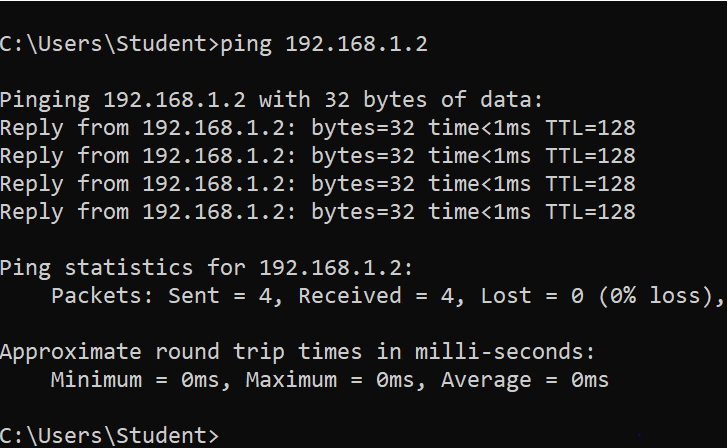 C:\Users\Student>ping 192.168.1.2
Pinging 192.168.1.2 with 32 bytes of data:
Reply from 192.168.1.2: bytes=32 time<1ms TTL=128
Reply from 192.168.1.2: bytes=32 time<1ms TTL=128
Reply from 192.168.1.2: bytes=32 time<1ms TTL=128
Reply from 192.168.1.2: bytes=32 time<1ms TTL=128
Ping statistics for 192.168.1.2:
    Packets: Sent = 4, Received = 4, Lost = 0 (0% loss),
Approximate round trip times in milli-seconds:
    Minimum = 0ms, Maximum = 0ms, Average = 0ms
C:\Users\Student>